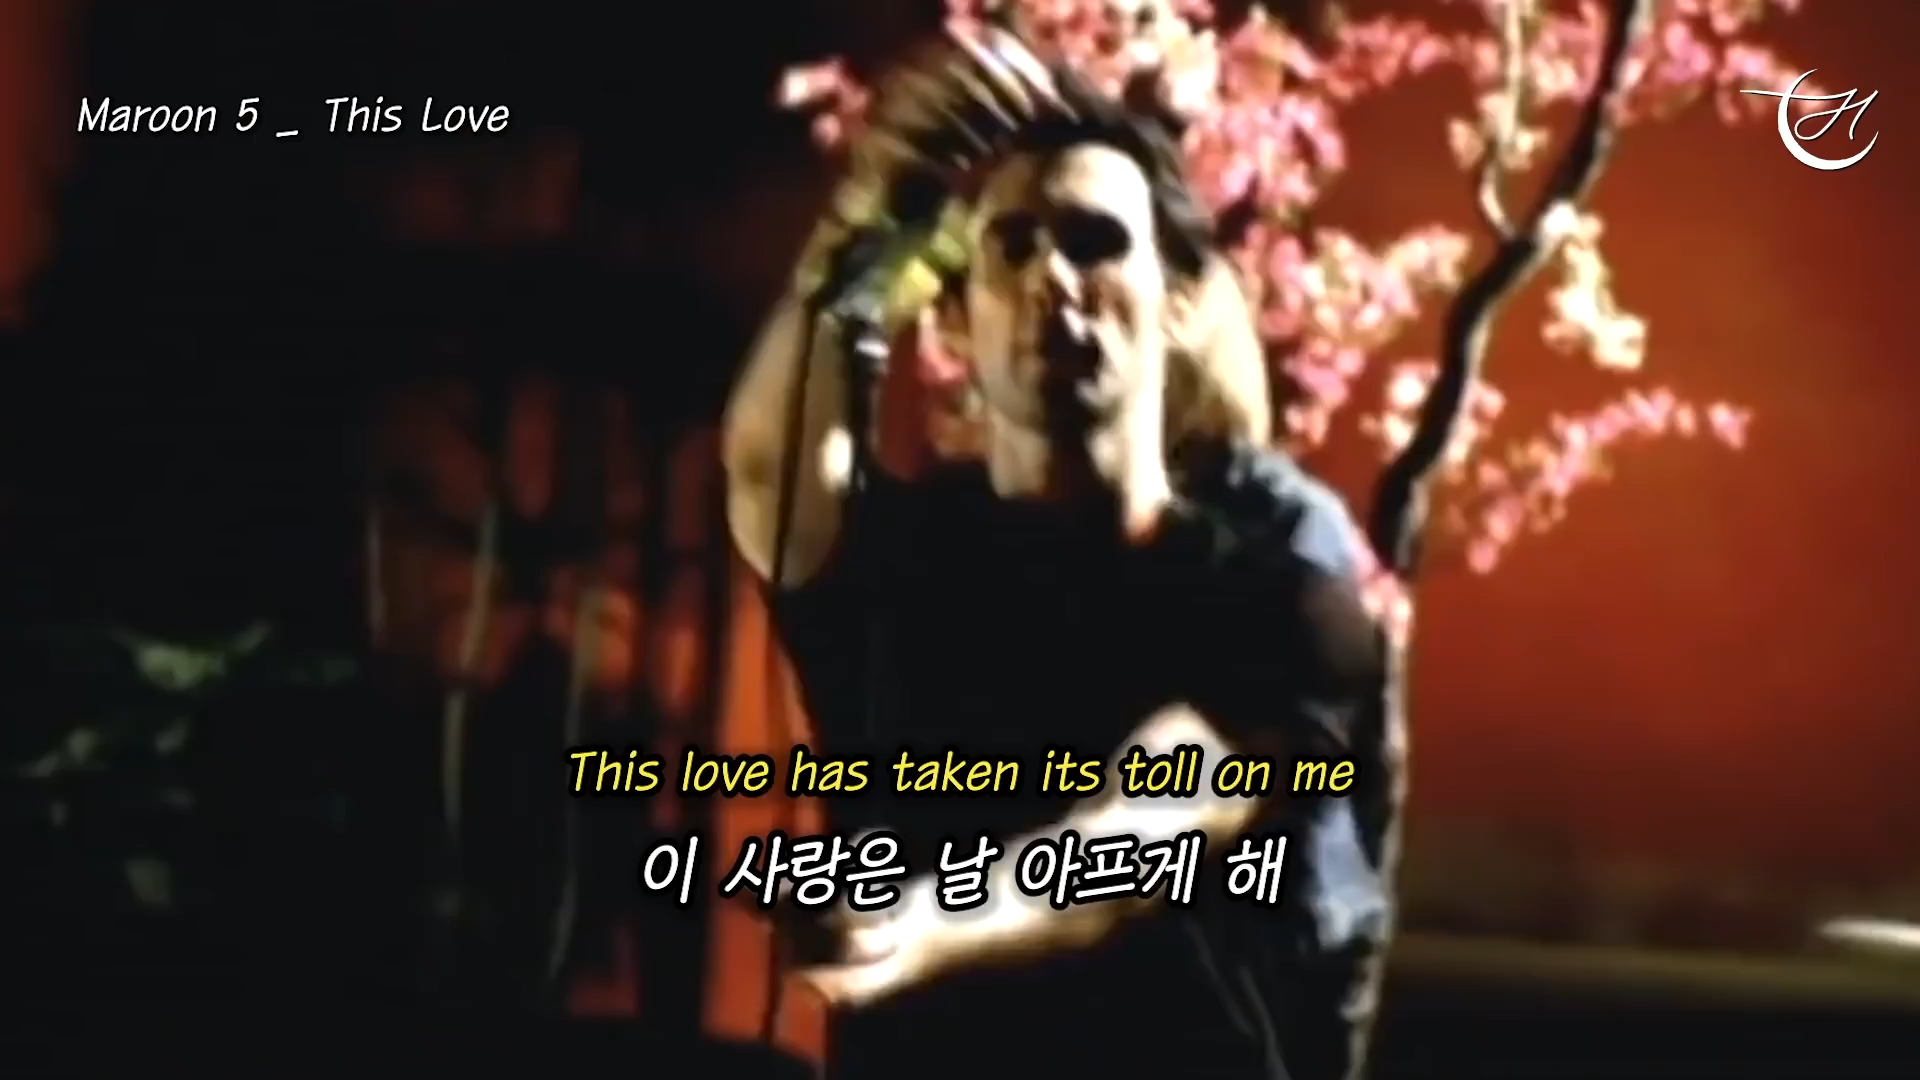 Maroon 5 _ This Love
This love has taken its toll on me
이 사랑은 날 아프게 해